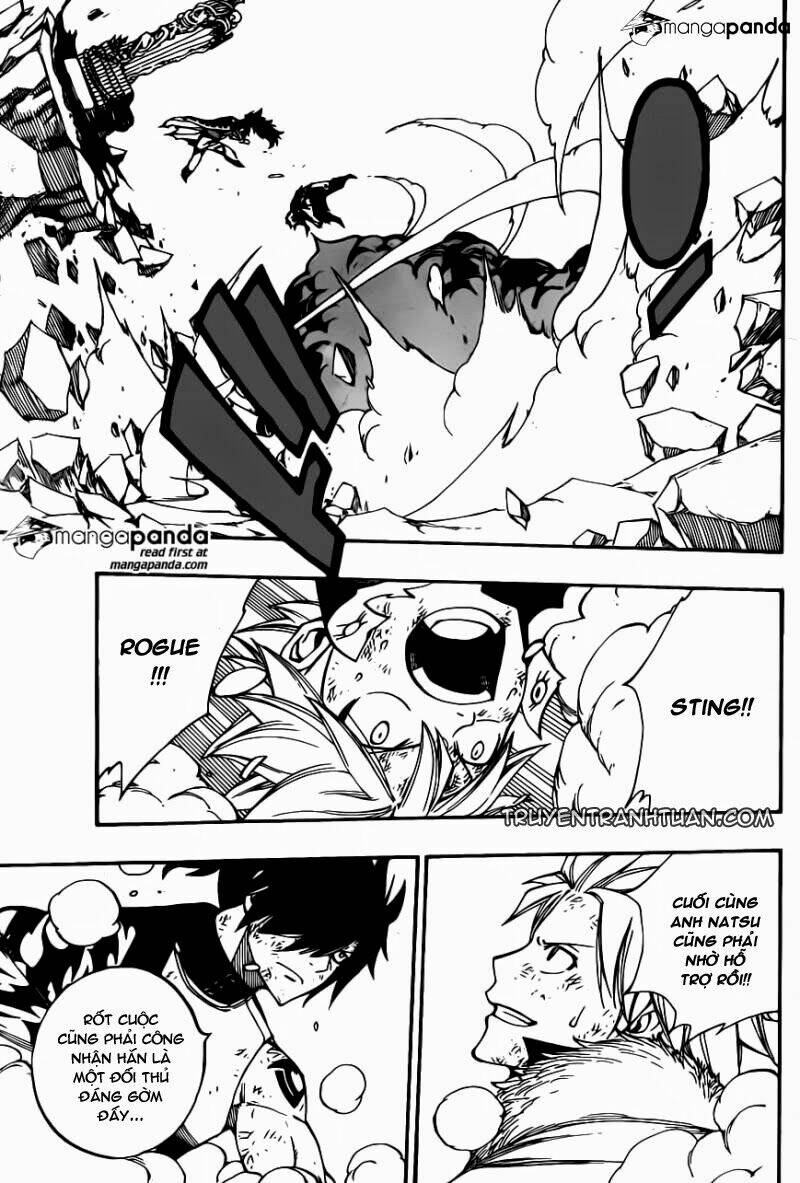 mangapanda
mangapanda
read first at
mangapanda.com
STING!!
ROGUE
!!!
TRUYENTRANHTUAN.COM
CUỐI CÙNG
ANH NATSU
CŨNG PHẢI
NHỜ HỖ
TRỢ RỒI!!
RỐT CUỘC
CŨNG PHẢI CÔNG
NHẬN HẮN LÀ
MỘT ĐỐI THỦ
ĐÁNG GỜM
ĐẤY...